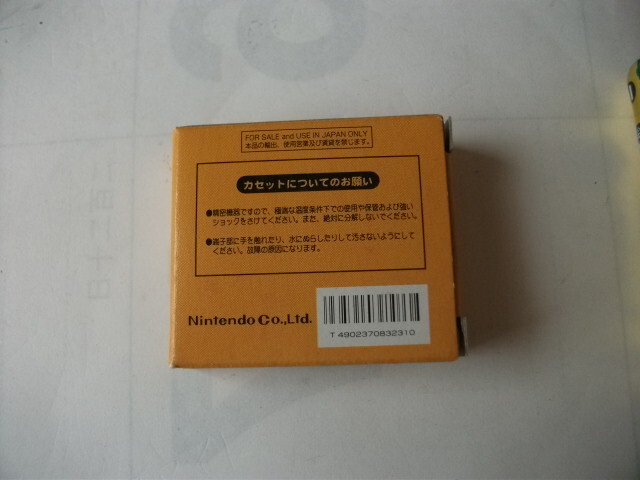 FOR SALE and USE IN JAPAN ONLY
本品の輸出、使用営業及び賃貸を禁じます。
カセットについてのお願い
●精密機器ですので、極端な温度条件下での使用や保管および強い
ショックをさけてください。また、絶対に分解しないでください。
●端子部に手を触れたり、水にぬらしたりして汚さないようにして
ください。故障の原因になります。
Nintendo Co.,Ltd.
T 4902370832310